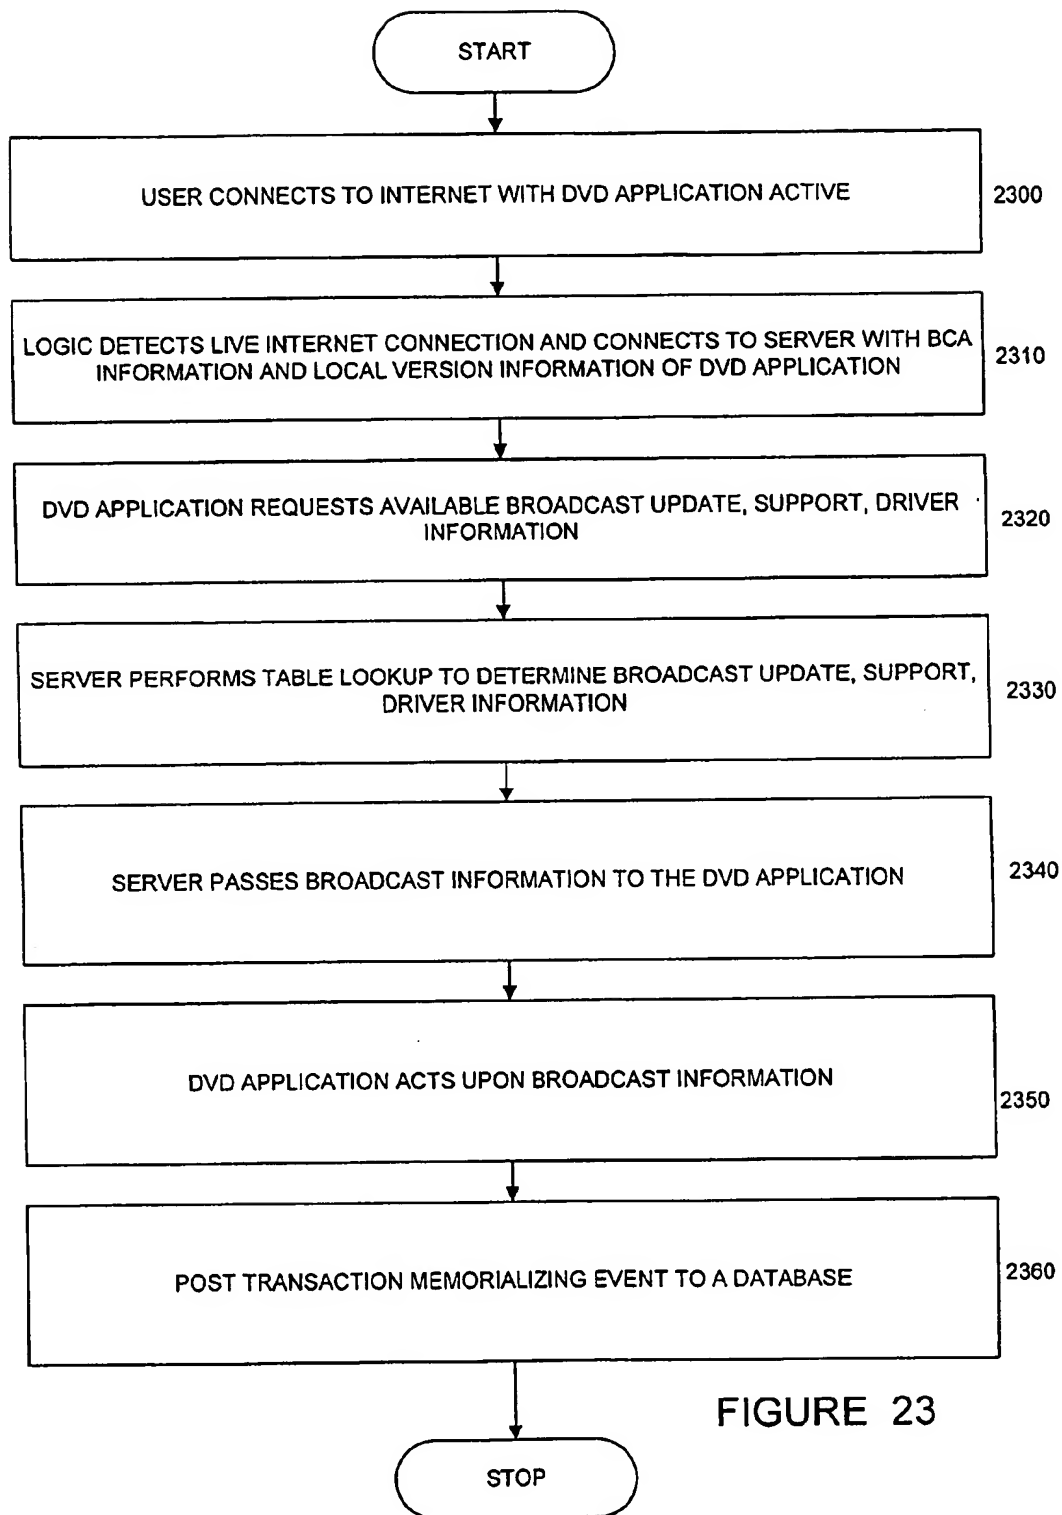 START
USER CONNECTS TO INTERNET WITH DVD APPLICATION ACTIVE
2300
LOGIC DETECTS LIVE INTERNET CONNECTION AND CONNECTS TO SERVER WITH BCA
INFORMATION AND LOCAL VERSION INFORMATION OF DVD APPLICATION
2310
DVD APPLICATION REQUESTS AVAILABLE BROADCAST UPDATE, SUPPORT, DRIVER
INFORMATION
2320
SERVER PERFORMS TABLE LOOKUP TO DETERMINE BROADCAST UPDATE, SUPPORT,
DRIVER INFORMATION
2330
SERVER PASSES BROADCAST INFORMATION TO THE DVD APPLICATION
2340
DVD APPLICATION ACTS UPON BROADCAST INFORMATION
2350
POST TRANSACTION MEMORIALIZING EVENT TO A DATABASE
2360
FIGURE 23
STOP